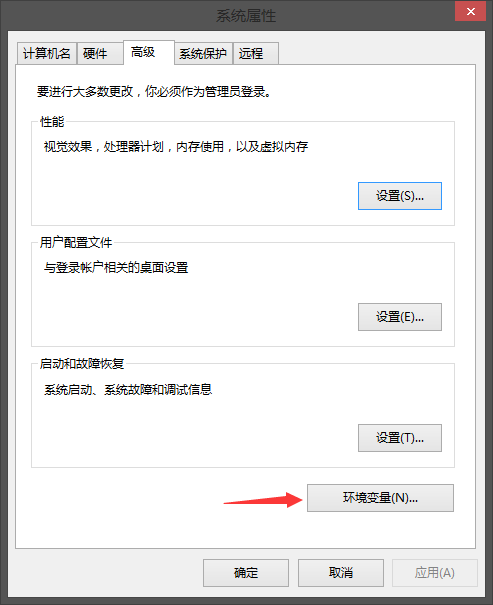 系统属性
计算机名 硬件 高级 系统保护 远程
要进行大多数更改，你必须作为管理员登录。
性能
视觉效果，处理器计划，内存使用，以及虚拟内存
设置(S)...
用户配置文件
与登录帐户相关的桌面设置
设置(E)...
启动和故障恢复
系统启动、系统故障和调试信息
设置(T)...
环境变量(N)...
确定 取消 应用(A)